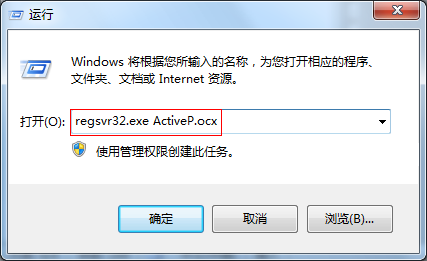 运行
Windows 将根据您所输入的名称，为您打开相应的程序、
文件夹、文档或 Internet 资源。
打开(O): regsvr32.exe ActiveP.ocx
使用管理权限创建此任务。
确定 取消 浏览(B)...